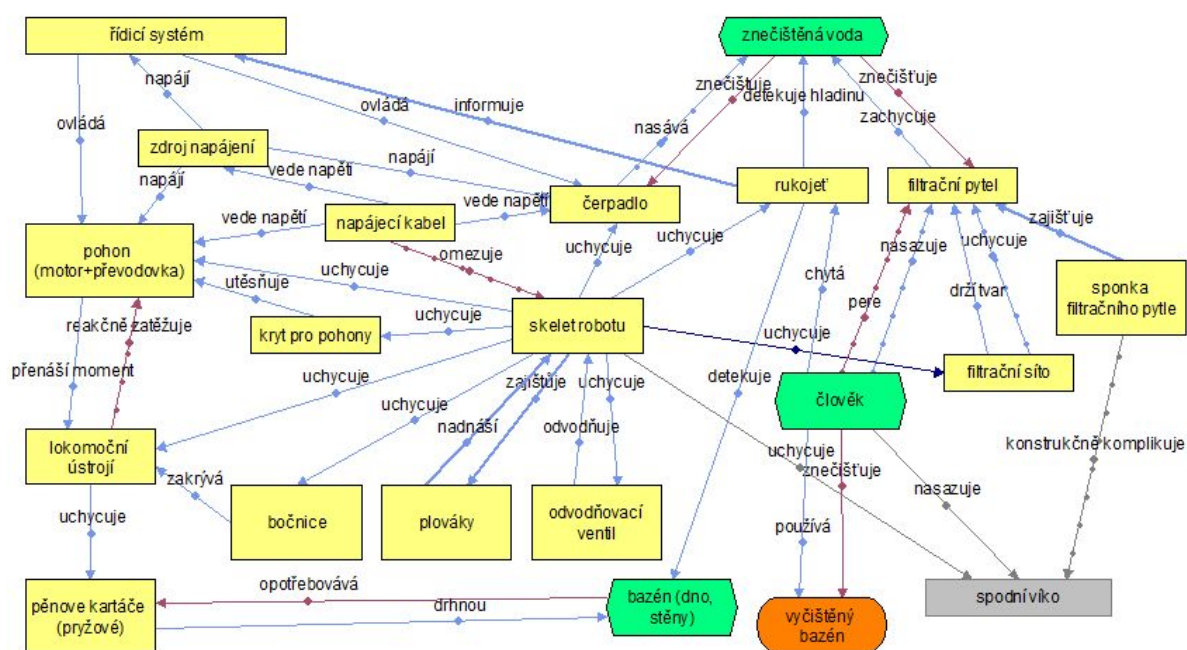 řídicí systém
znečištěná voda
napájí
znečišťuje
znečišťuje
ovládá
informuje
detekuje hladinu
ovládá
nasává
zachycuje
zdroj napájení
napájí
napájí
vede napětí
rukojeť
filtrační pytel
vede napětí
napájecí kabel
vede napětí
čerpadlo
zajišťuje
pohon
(motor+převodovka)
omezuje
uchycuje
uchycuje
nasazuje
uchycuje
uchycuje
chytá
utěsňuje
držítvar
sponka
filtračního pytle
reakčně zatěžuje
kryt pro pohony
uchycuje
skelet robotu
pere
uchycuje
přenáší moment
uchycuje
zajišťuje
uchycuje
detekuje
filtrační síto
člověk
uchycuje
nadnáší
odvodňuje
lokomoční
ústrojí
uchycuje
znečišťuje
konstrukčně komplikuje
zakrývá
nasazuje
uchycuje
bočnice
plováky
odvodňovací
ventil
používá
opotřebovává
pěnove kartáče
(pryžové)
drhnou
bazén (dno,
stěny)
vyčištěný
bazén
spodní víko